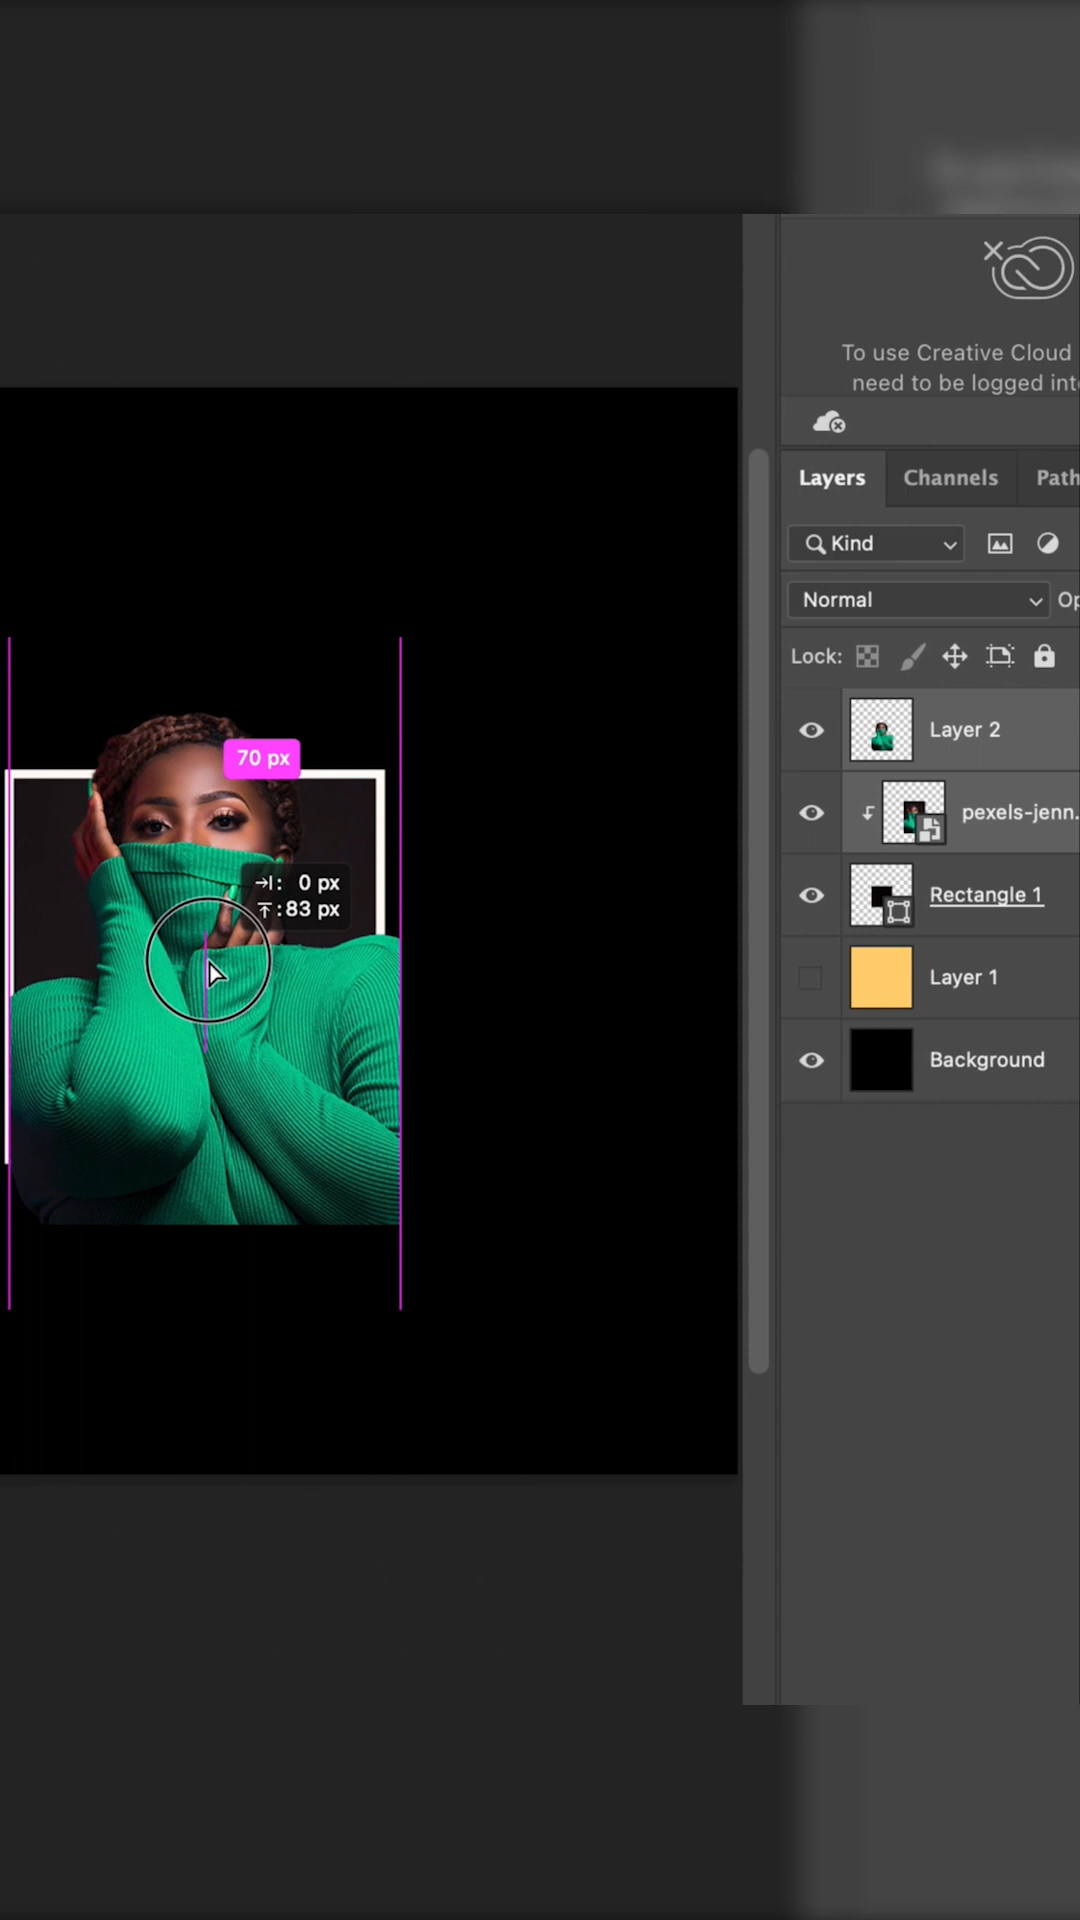 To use Creative Cloud
need to be logged int
Layers Channels Path
Kind
Normal Op
Lock:
Layer 2
pexels-jenn.
Rectangle 1
Layer 1
Background
70 px
: 0 px
: 83 px